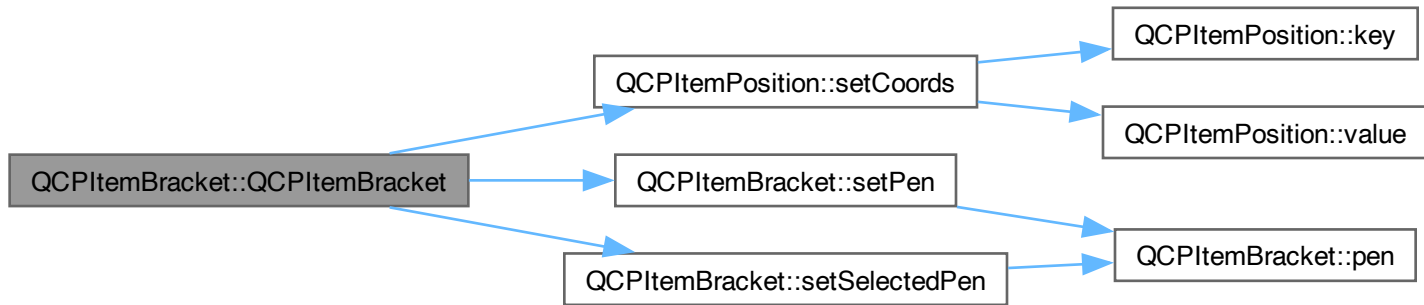 QCPItemBracket::QCPItemBracket
QCPItemPosition::setCoords
QCPItemBracket::setPen
QCPItemBracket::setSelectedPen
QCPItemPosition::key
QCPItemPosition::value
QCPItemBracket::pen